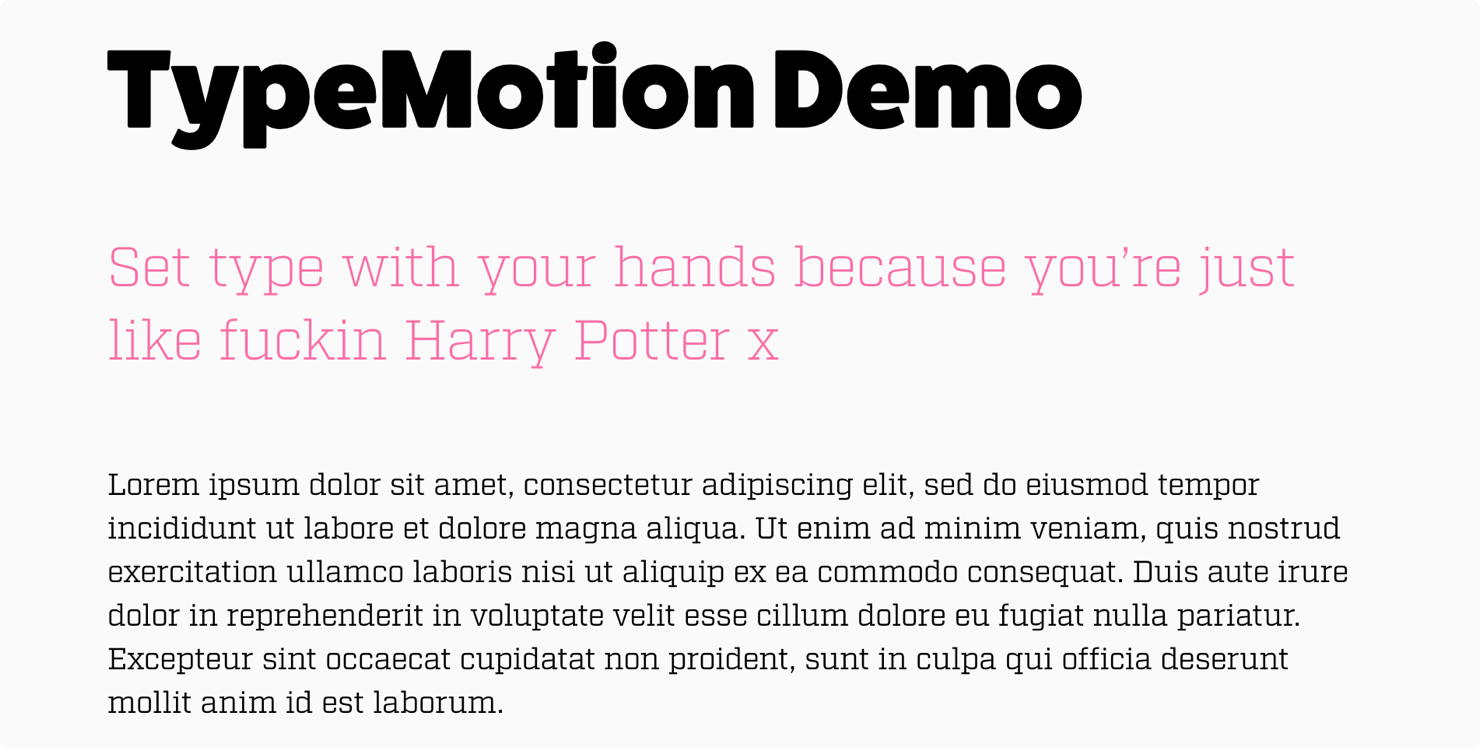 TypeMotion Demo
Set type with your hands because you’re just
like fuckin Harry Potter x
Lorem ipsum dolor sit amet, consectetur adipiscing elit, sed do eiusmod tempor
incididunt ut labore et dolore magna aliqua. Ut enim ad minim veniam, quis nostrud
exercitation ullamco laboris nisi ut aliquip ex ea commodo consequat. Duis aute irure
dolor in reprehenderit in voluptate velit esse cillum dolore eu fugiat nulla pariatur.
Excepteur sint occaecat cupidatat non proident, sunt in culpa qui officia deserunt
mollit anim id est laborum.